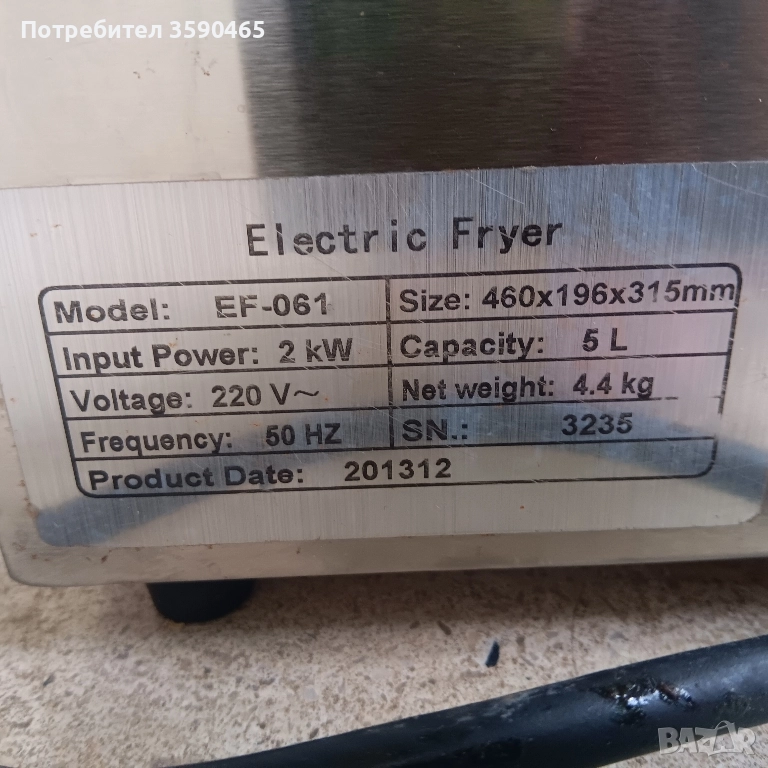 Потребител 3590465
Electric Fryer
Model: EF-061 Size: 460x196x315mm
Input Power: 2 kW Capacity: 5 L
Voltage: 220 V~ Net weight: 4.4 kg
Frequency: 50 HZ SN.: 3235
Product Date: 201312
BAZAR